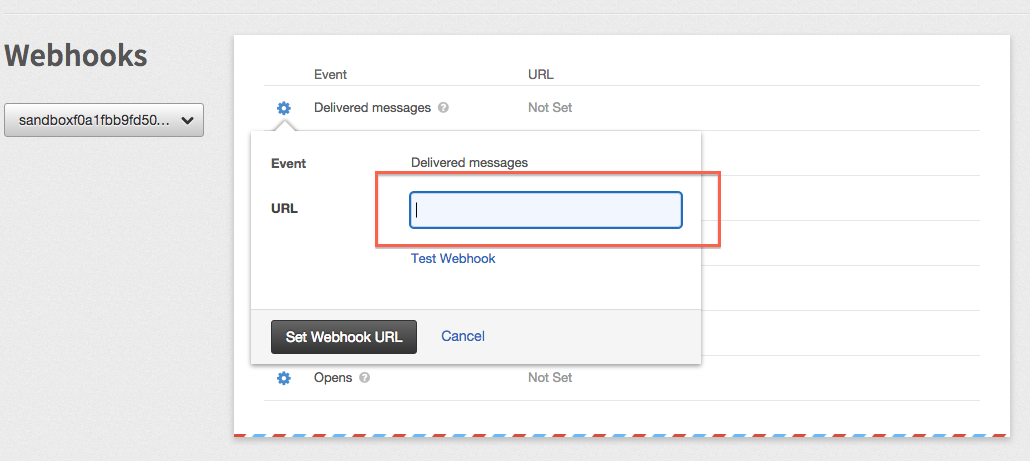 Webhooks
sandboxf0a1fbb9fd50...
Event URL
Delivered messages ? Not Set
Event Delivered messages
URL
Test Webhook
Set Webhook URL Cancel
Opens ? Not Set